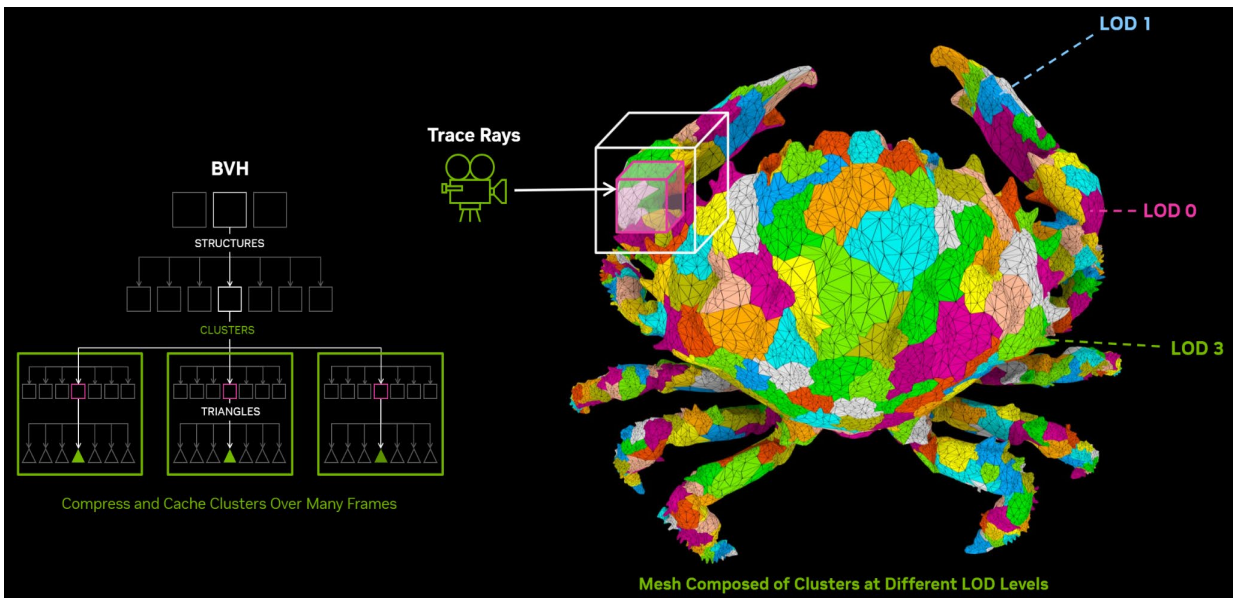 BVH
STRUCTURES
CLUSTERS
TRIANGLES
Compress and Cache Clusters Over Many Frames
Trace Rays
LOD 1
LOD 0
LOD 3
Mesh Composed of Clusters at Different LOD Levels